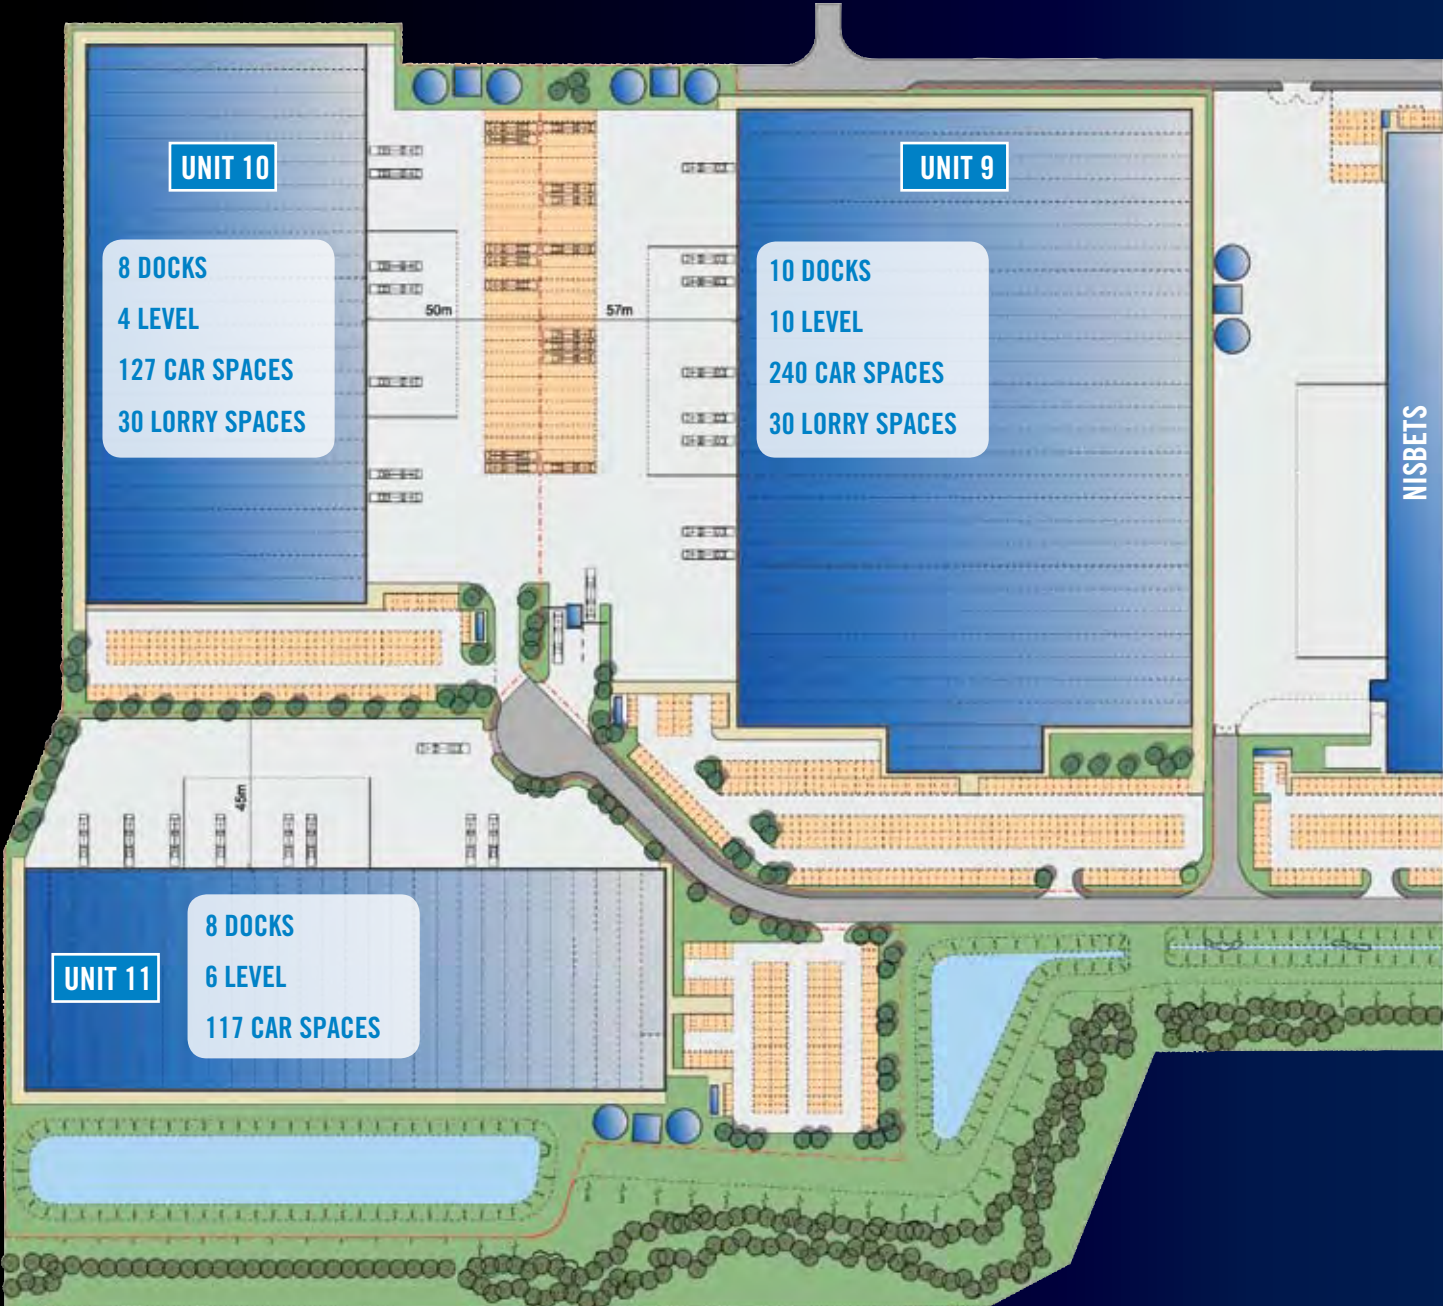 UNIT 10
8 DOCKS
4 LEVEL
127 CAR SPACES
30 LORRY SPACES
50m
57m
UNIT 9
10 DOCKS
10 LEVEL
240 CAR SPACES
30 LORRY SPACES
NISBETS
45m
UNIT 11
8 DOCKS
6 LEVEL
117 CAR SPACES